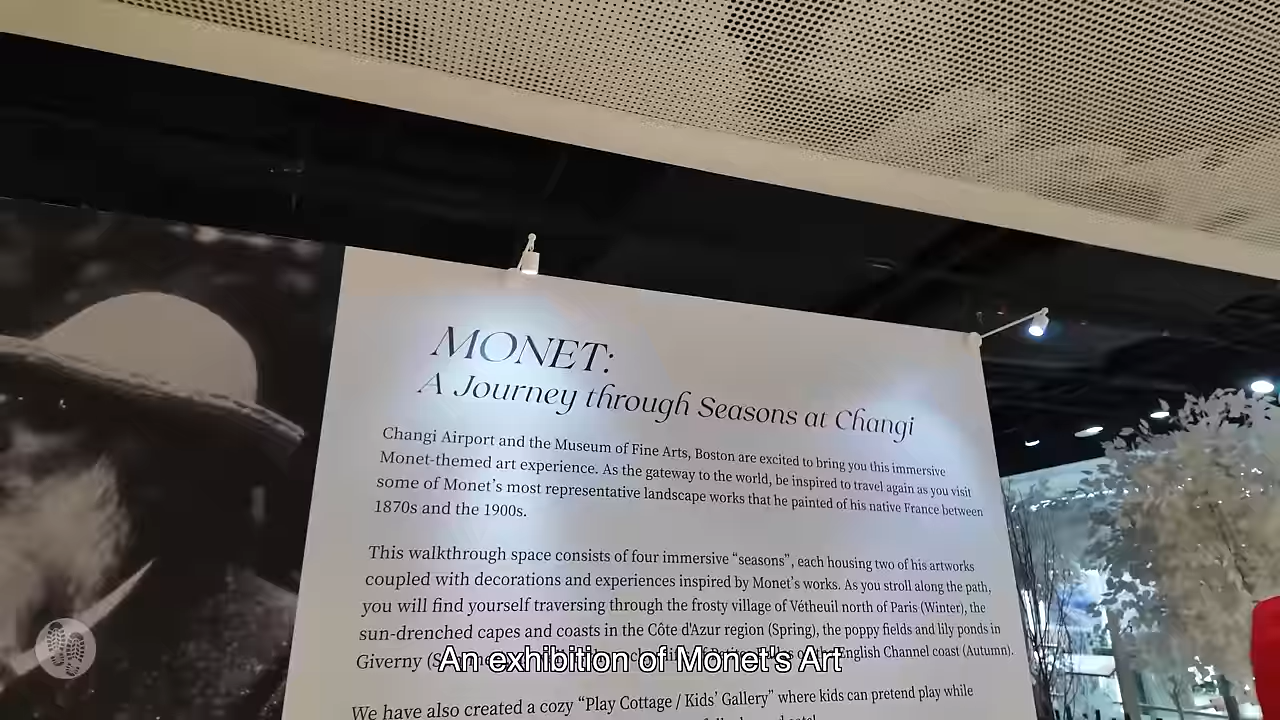 MONET:
A Journey through Seasons at Changi
Changi Airport and the Museum of Fine Arts, Boston are excited to bring you this immersive
Monet-themed art experience. As the gateway to the world, be inspired to travel again as you visit
some of Monet's most representative landscape works that he painted of his native France between
1870s and the 1900s.
This walkthrough space consists of four immersive “seasons”, each housing two of his artworks
coupled with decorations and experiences inspired by Monet's works. As you stroll along the path,
you will find yourself traversing through the frosty village of Vétheuil north of Paris (Winter), the
sun-drenched capes and coasts in the Côte d'Azur region (Spring), the poppy fields and lily ponds in
Giverny English Channel coast (Autumn).
An exhibition of Monet's Art
We have also created a cozy “Play Cottage / Kids' Gallery” where kids can pretend play while